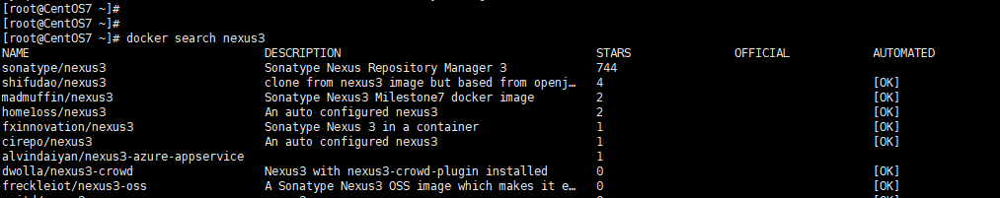 [root@CentOS7 ~]#
[root@CentOS7 ~]#
[root@CentOS7 ~]# docker search nexus3
NAME DESCRIPTION STARS OFFICIAL AUTOMATED
sonatype/nexus3 Sonatype Nexus Repository Manager 3 744
shifudao/nexus3 clone from nexus3 image but based from openj… 4 [OK]
madmuffin/nexus3 Sonatype Nexus3 Milestone7 docker image 2 [OK]
home1oss/nexus3 An auto configured nexus3 2 [OK]
fxinnovation/nexus3 Sonatype Nexus 3 in a container 1 [OK]
cirepo/nexus3 An auto configured nexus3 1 [OK]
alvindaiyan/nexus3-azure-appservice 1
dwolla/nexus3-crowd Nexus3 with nexus3-crowd-plugin installed 0 [OK]
freckleiot/nexus3-oss A Sonatype Nexus3 OSS image which makes it e… 0 [OK]